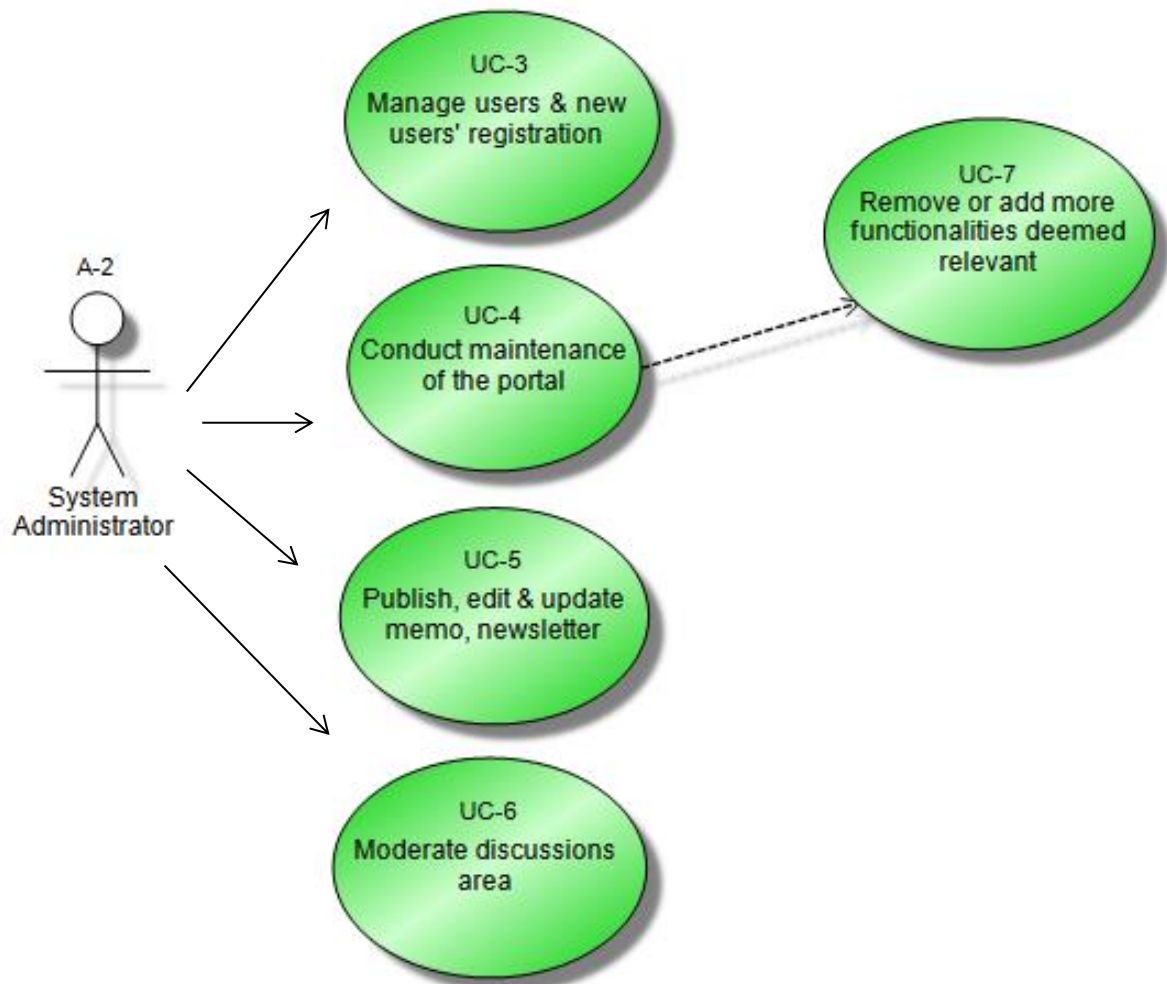 UC-3
Manage users & new
users' registration
UC-7
Remove or add more
functionalities deemed
relevant
A-2
System
Administrator
UC-4
Conduct maintenance
of the portal
UC-5
Publish, edit & update
memo, newsletter
UC-6
Moderate discussions
area